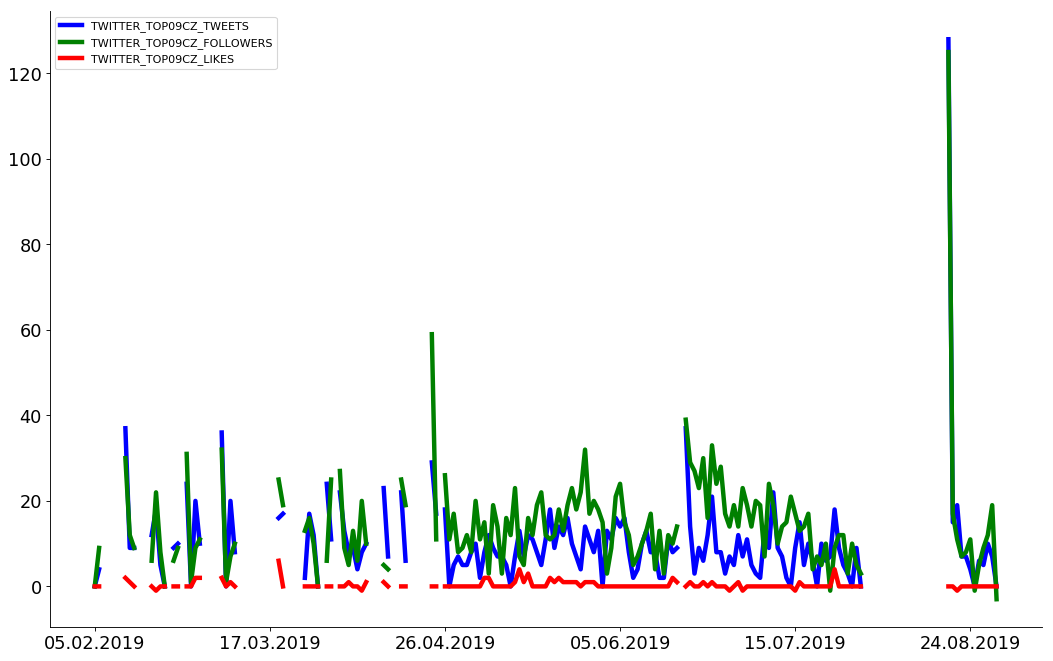 TWITTER_TOP09CZ_TWEETS
TWITTER_TOP09CZ_FOLLOWERS
TWITTER_TOP09CZ_LIKES
120
100
80
60
40
20
0
05.02.2019 17.03.2019 26.04.2019 05.06.2019 15.07.2019 24.08.2019